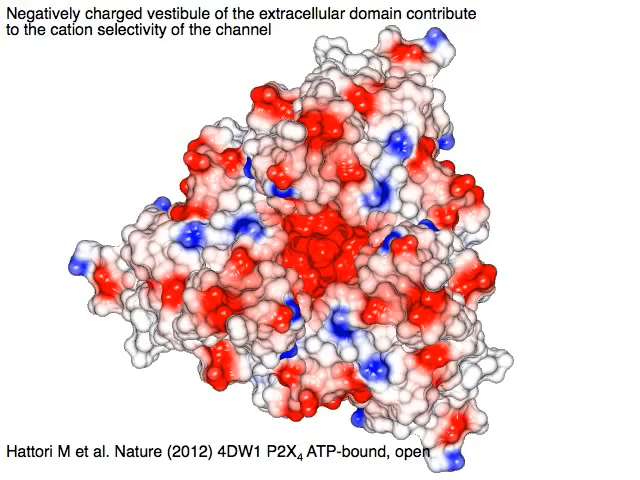 Negatively charged vestibule of the extracellular domain contribute
to the cation selectivity of the channel
Hattori M et al. Nature (2012) 4DW1 P2X₄ ATP-bound, open